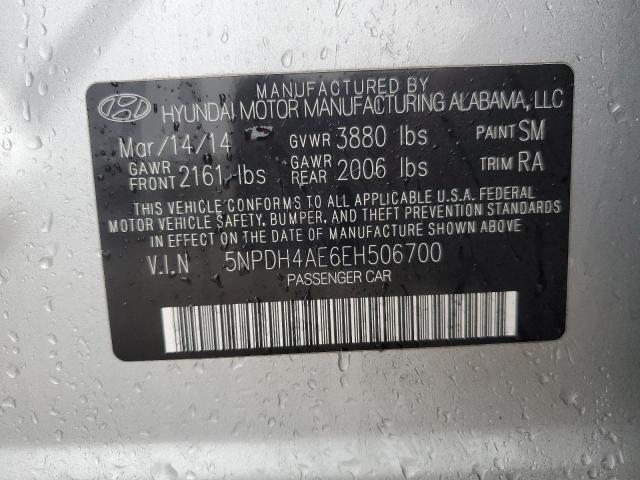 MANUFACTURED BY
HYUNDAI MOTOR MANUFACTURING ALABAMA, LLC
Mar/14/14 GVWR 3880 lbs PAINT SM
GAWR FRONT 2161 lbs GAWR REAR 2006 lbs TRIM RA
THIS VEHICLE CONFORMS TO ALL APPLICABLE U.S.A. FEDERAL
MOTOR VEHICLE SAFETY, BUMPER, AND THEFT PREVENTION STANDARDS
IN EFFECT ON THE DATE OF MANUFACTURE SHOWN ABOVE.
V.I.N 5NPDH4AE6EH506700
PASSENGER CAR